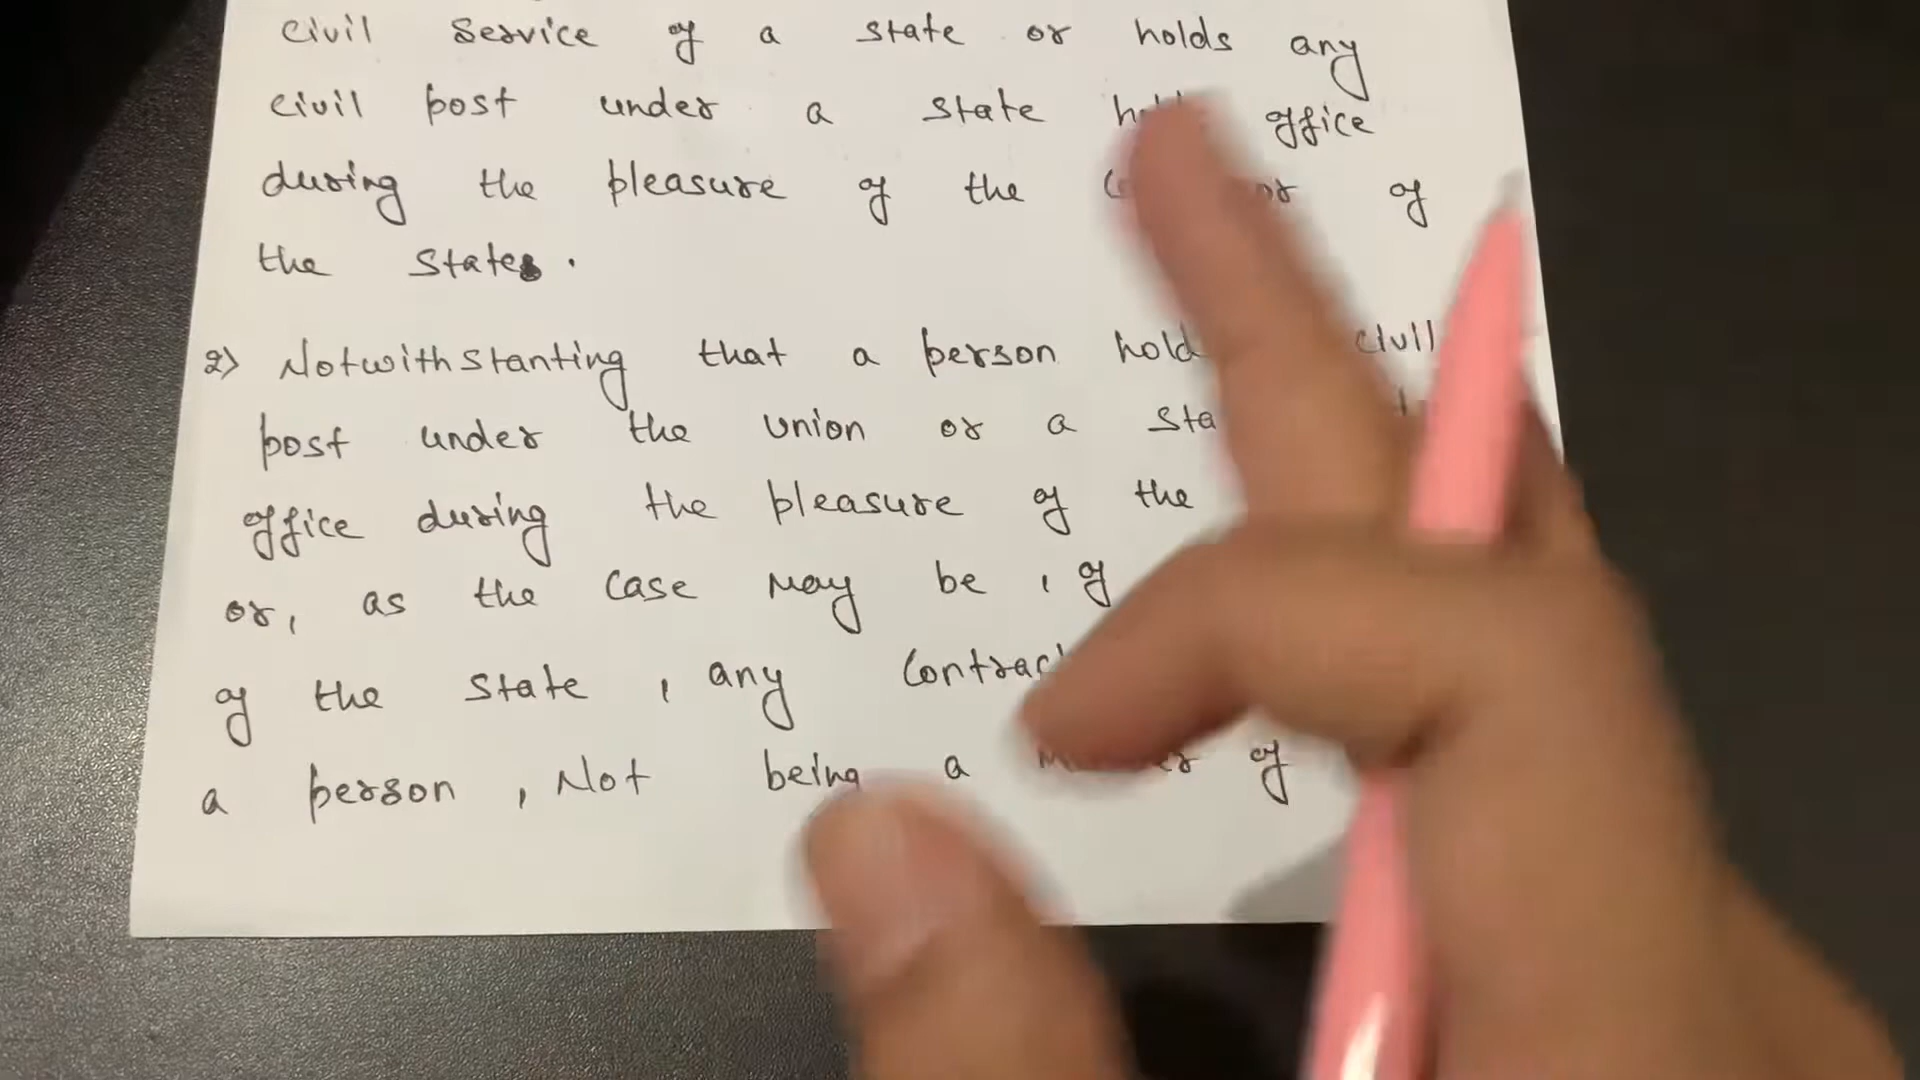 civil service of a state or holds any
civil post under a state office
during the pleasure of the of
the state.
2) Notwithstanting that a person civil
post under the union or a
office during the pleasure of the
or, as the case may be , of
of the state , any
a person , Not being a of